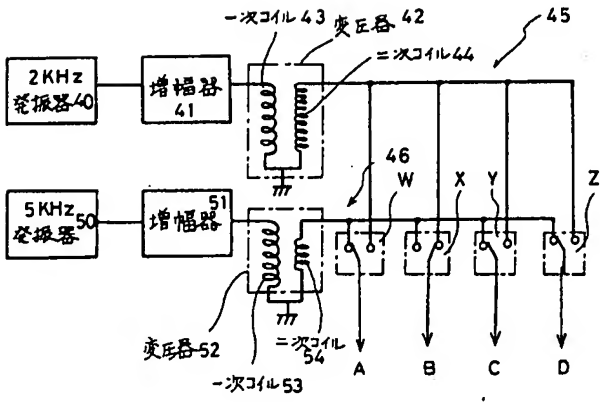 一次コイル43
変圧器42
二次コイル44
45
2KHz
発振器40
増幅器
41
46
W
X
Y
Z
5KHz
発振器50
増幅器
51
変圧器52
二次コイル
54
一次コイル53
A
B
C
D